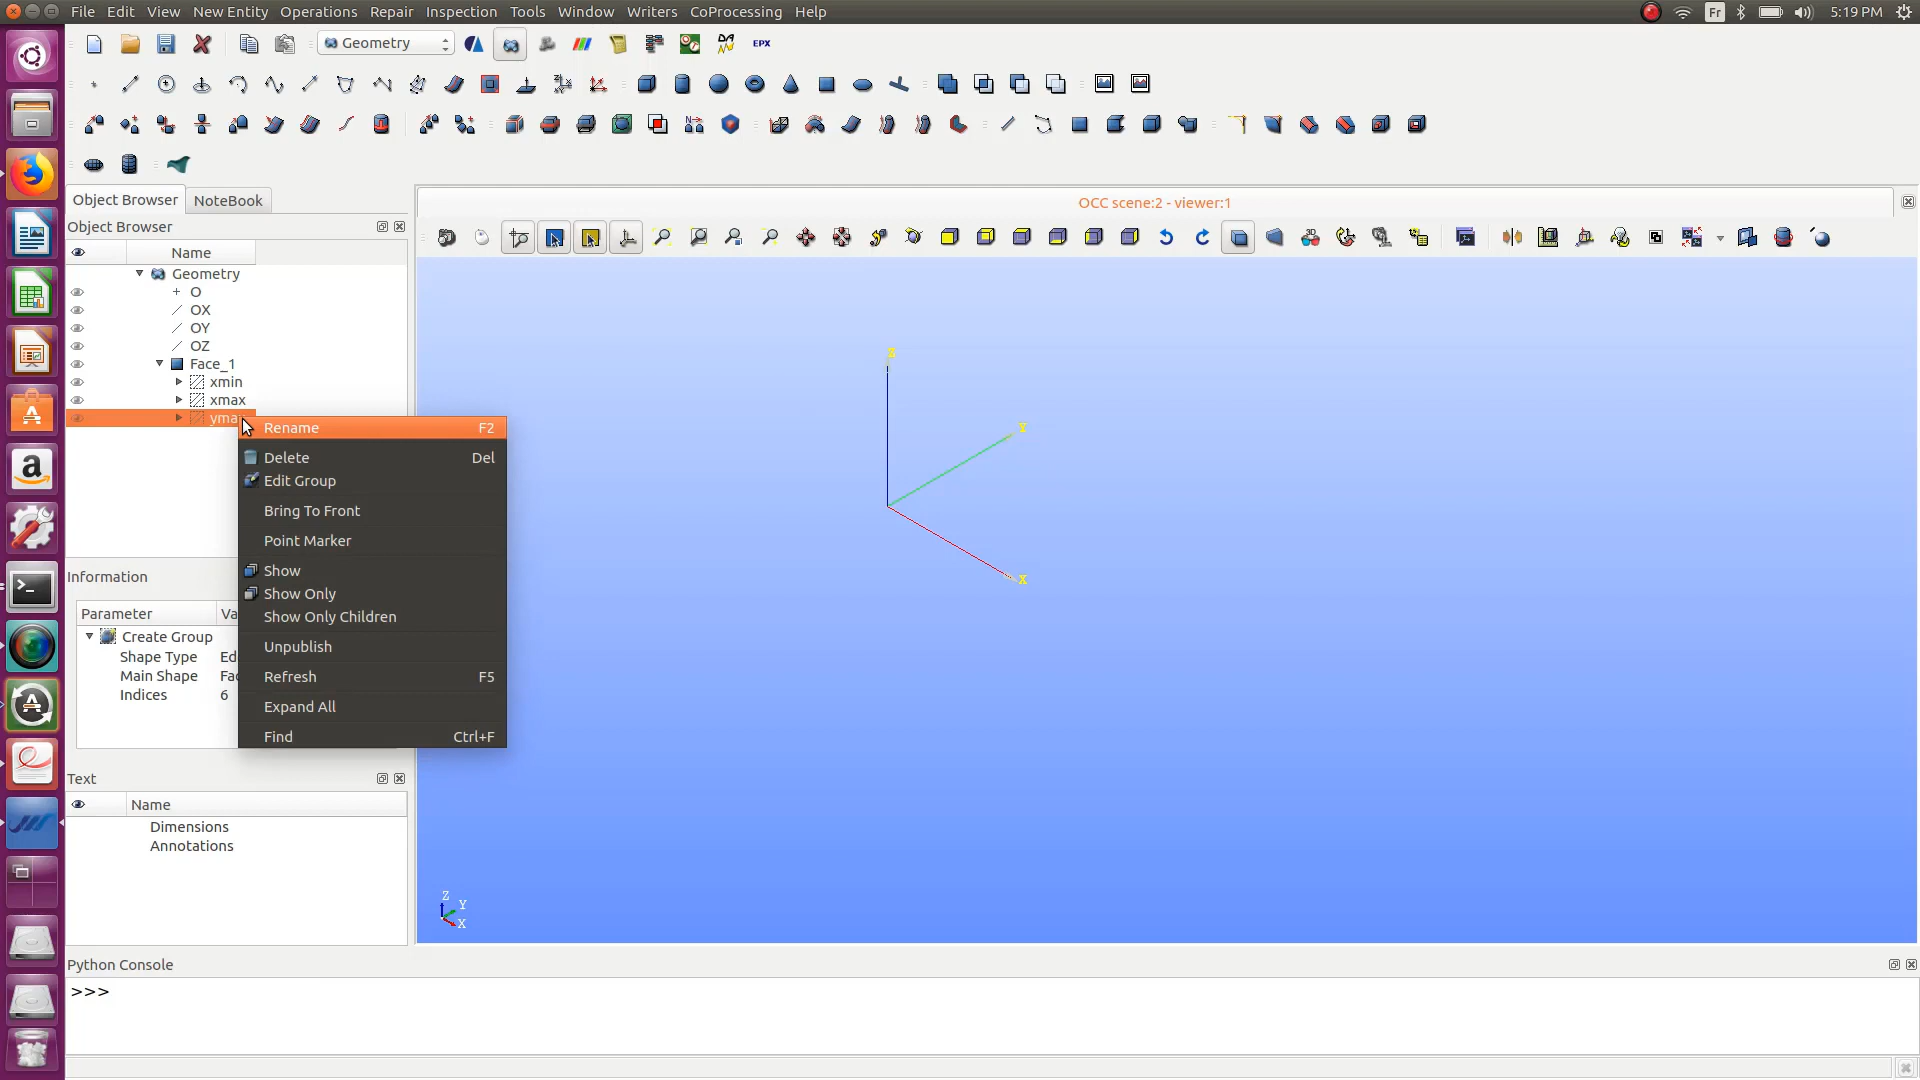 File Edit View New Entity Operations Repair Inspection Tools Window Writers CoProcessing Help
Fr 5:19 PM
Geometry EPX
Object Browser NoteBook
OCC scene:2 - viewer:1
Object Browser
Name
Geometry
O
OX
OY
OZ
Face_1
xmin
xmax
Rename F2
Delete Del
Edit Group
Bring To Front
Point Marker
Show
Show Only
Show Only Children
Unpublish
Refresh F5
Expand All
Find Ctrl+F
Information
Parameter
Create Group
Shape Type
Main Shape
Indices 6
Text
Name
Dimensions
Annotations
Z
Y
X
Z
Y
X
Python Console
>>>